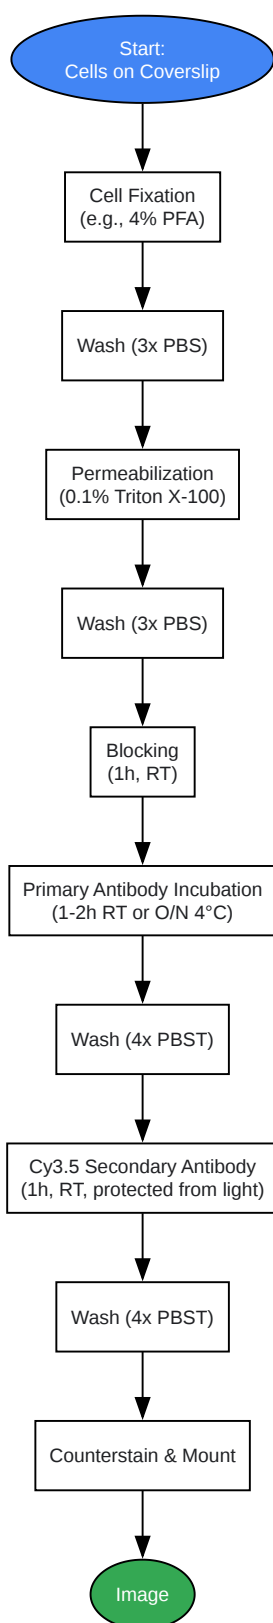 Start:
Cells on Coverslip
Cell Fixation
(e.g., 4% PFA)
Wash (3x PBS)
Permeabilization
(0.1% Triton X-100)
Wash (3x PBS)
Blocking
(1h, RT)
Primary Antibody Incubation
(1-2h RT or O/N 4°C)
Wash (4x PBST)
Cy3.5 Secondary Antibody
(1h, RT, protected from light)
Wash (4x PBST)
Counterstain & Mount
Image